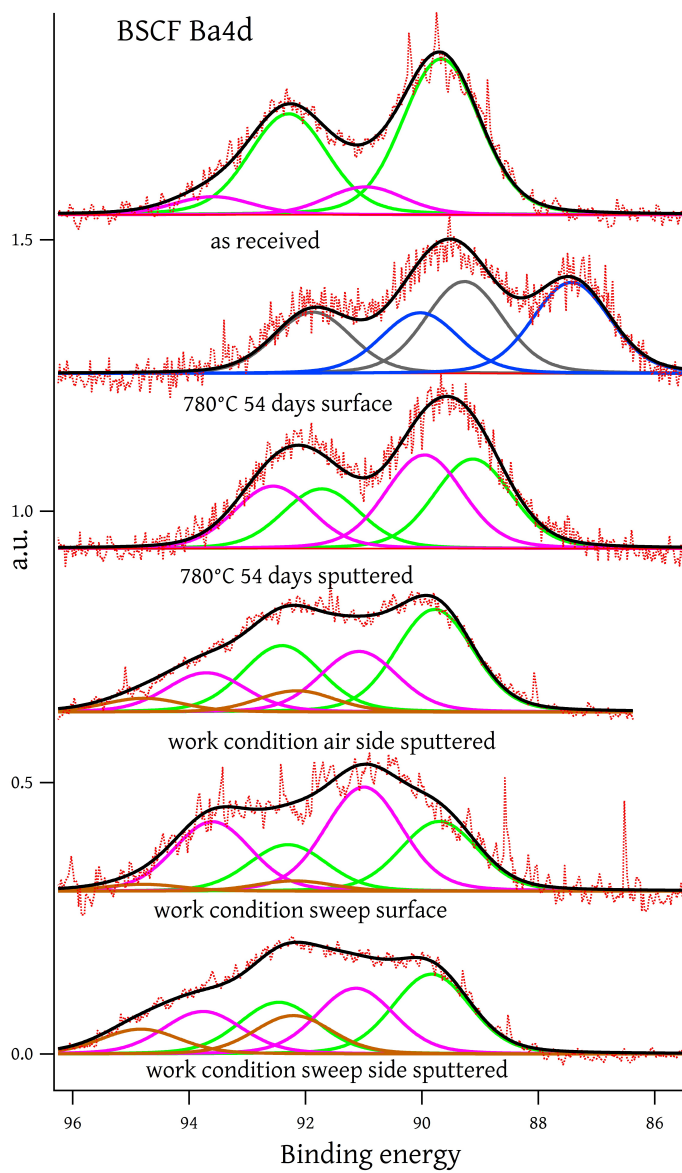 BSCF Ba4d
as received
1.5
780°C 54 days surface
1.0
a.u.
780°C 54 days sputtered
work condition air side sputtered
0.5
work condition sweep surface
0.0
work condition sweep side sputtered
96 94 92 90 88 86
Binding energy